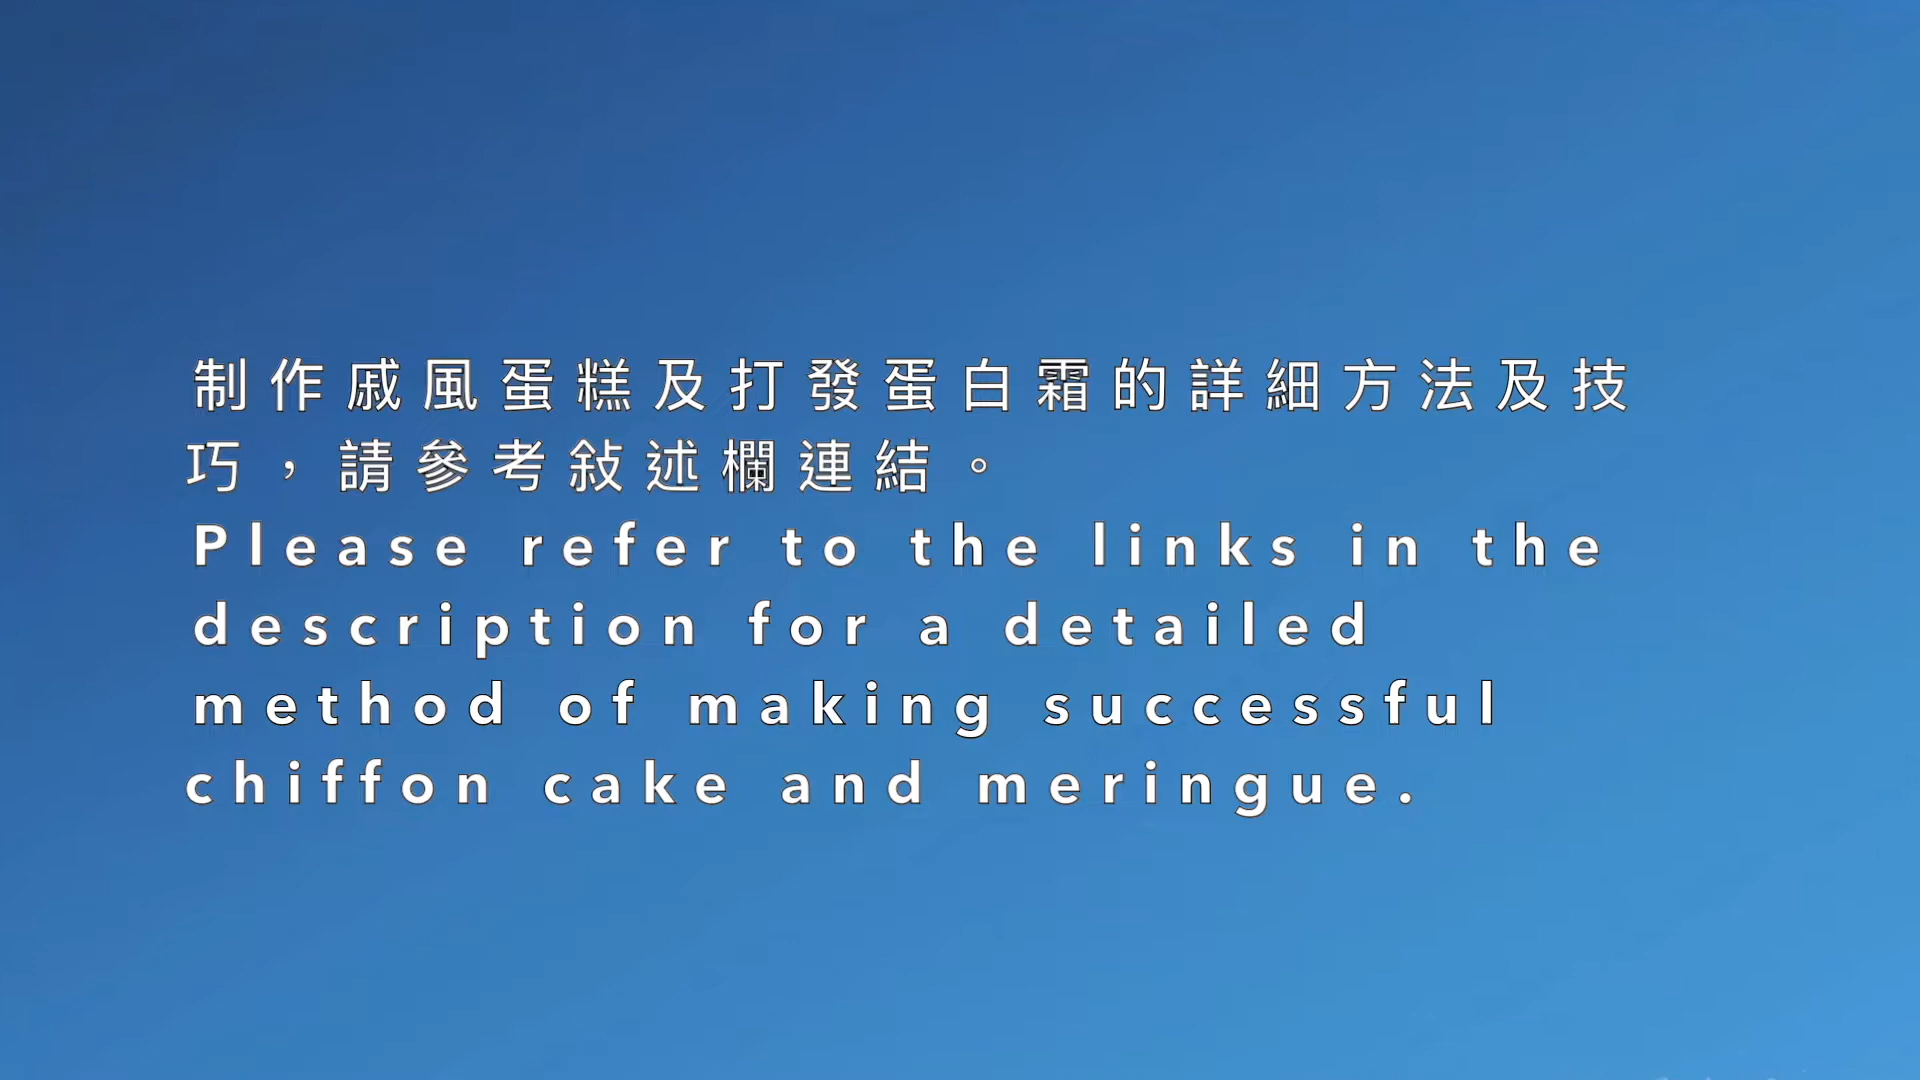 制作戚風蛋糕及打發蛋白霜的詳細方法及技
巧，請參考敍述欄連結。
Please refer to the links in the
description for a detailed
method of making successful
chiffon cake and meringue.